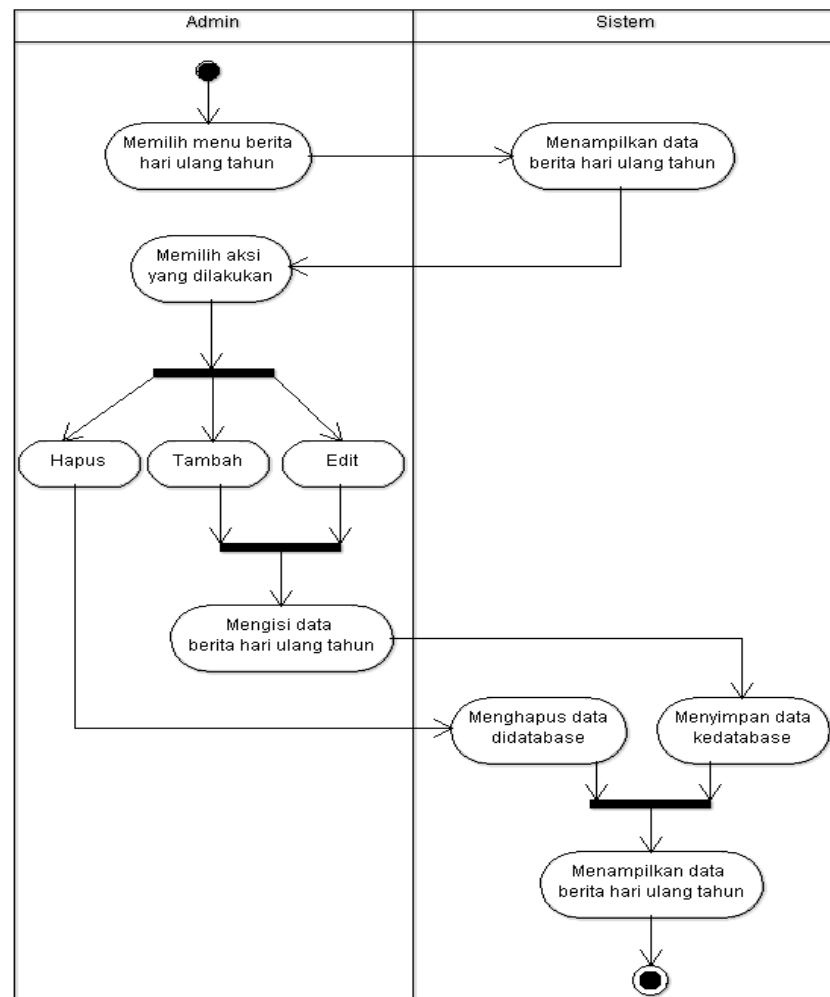 Admin
Sistem
Memilih menu berita
hari ulang tahun
Menampilkan data
berita hari ulang tahun
Memilih aksi
yang dilakukan
Hapus
Tambah
Edit
Mengisi data
berita hari ulang tahun
Menghapus data
didatabase
Menyimpan data
kedatabase
Menampilkan data
berita hari ulang tahun